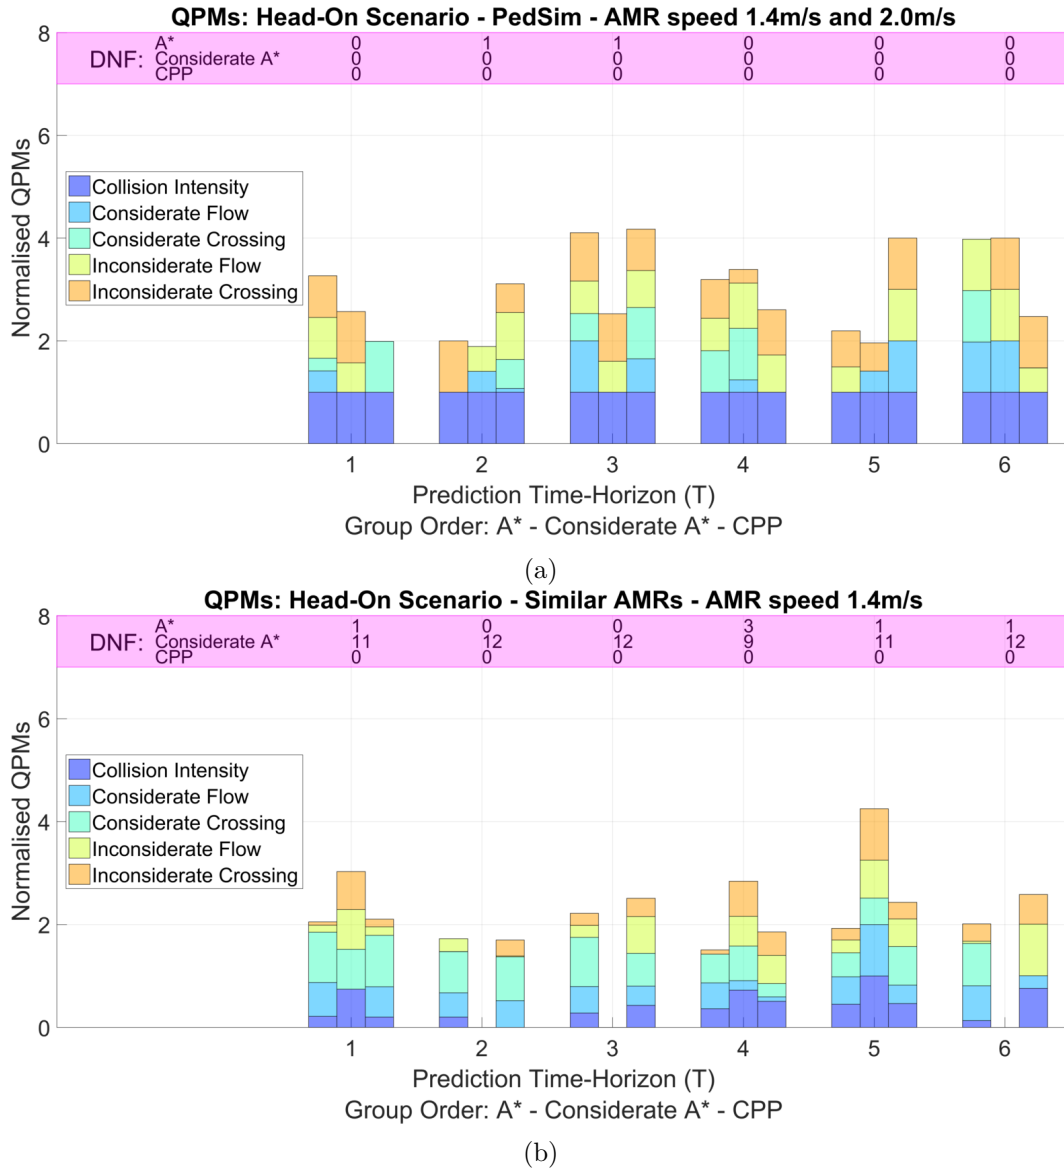 QPMs: Head-On Scenario - PedSim - AMR speed 1.4m/s and 2.0m/s
8
DNF:
A* 0 1 1 0 0 0
Considerate A* 0 0 0 0 0 0
CPP 0 0 0 0 0 0
6
4
2
0
Normalised QPMs
Collision Intensity
Considerate Flow
Considerate Crossing
Inconsiderate Flow
Inconsiderate Crossing
1 2 3 4 5 6
Prediction Time-Horizon (T)
Group Order: A* - Considerate A* - CPP
(a)
QPMs: Head-On Scenario - Similar AMRs - AMR speed 1.4m/s
8
DNF:
A* 1 0 0 3 1 1
Considerate A* 11 12 12 9 11 12
CPP 0 0 0 0 0 0
6
4
2
0
Normalised QPMs
Collision Intensity
Considerate Flow
Considerate Crossing
Inconsiderate Flow
Inconsiderate Crossing
1 2 3 4 5 6
Prediction Time-Horizon (T)
Group Order: A* - Considerate A* - CPP
(b)